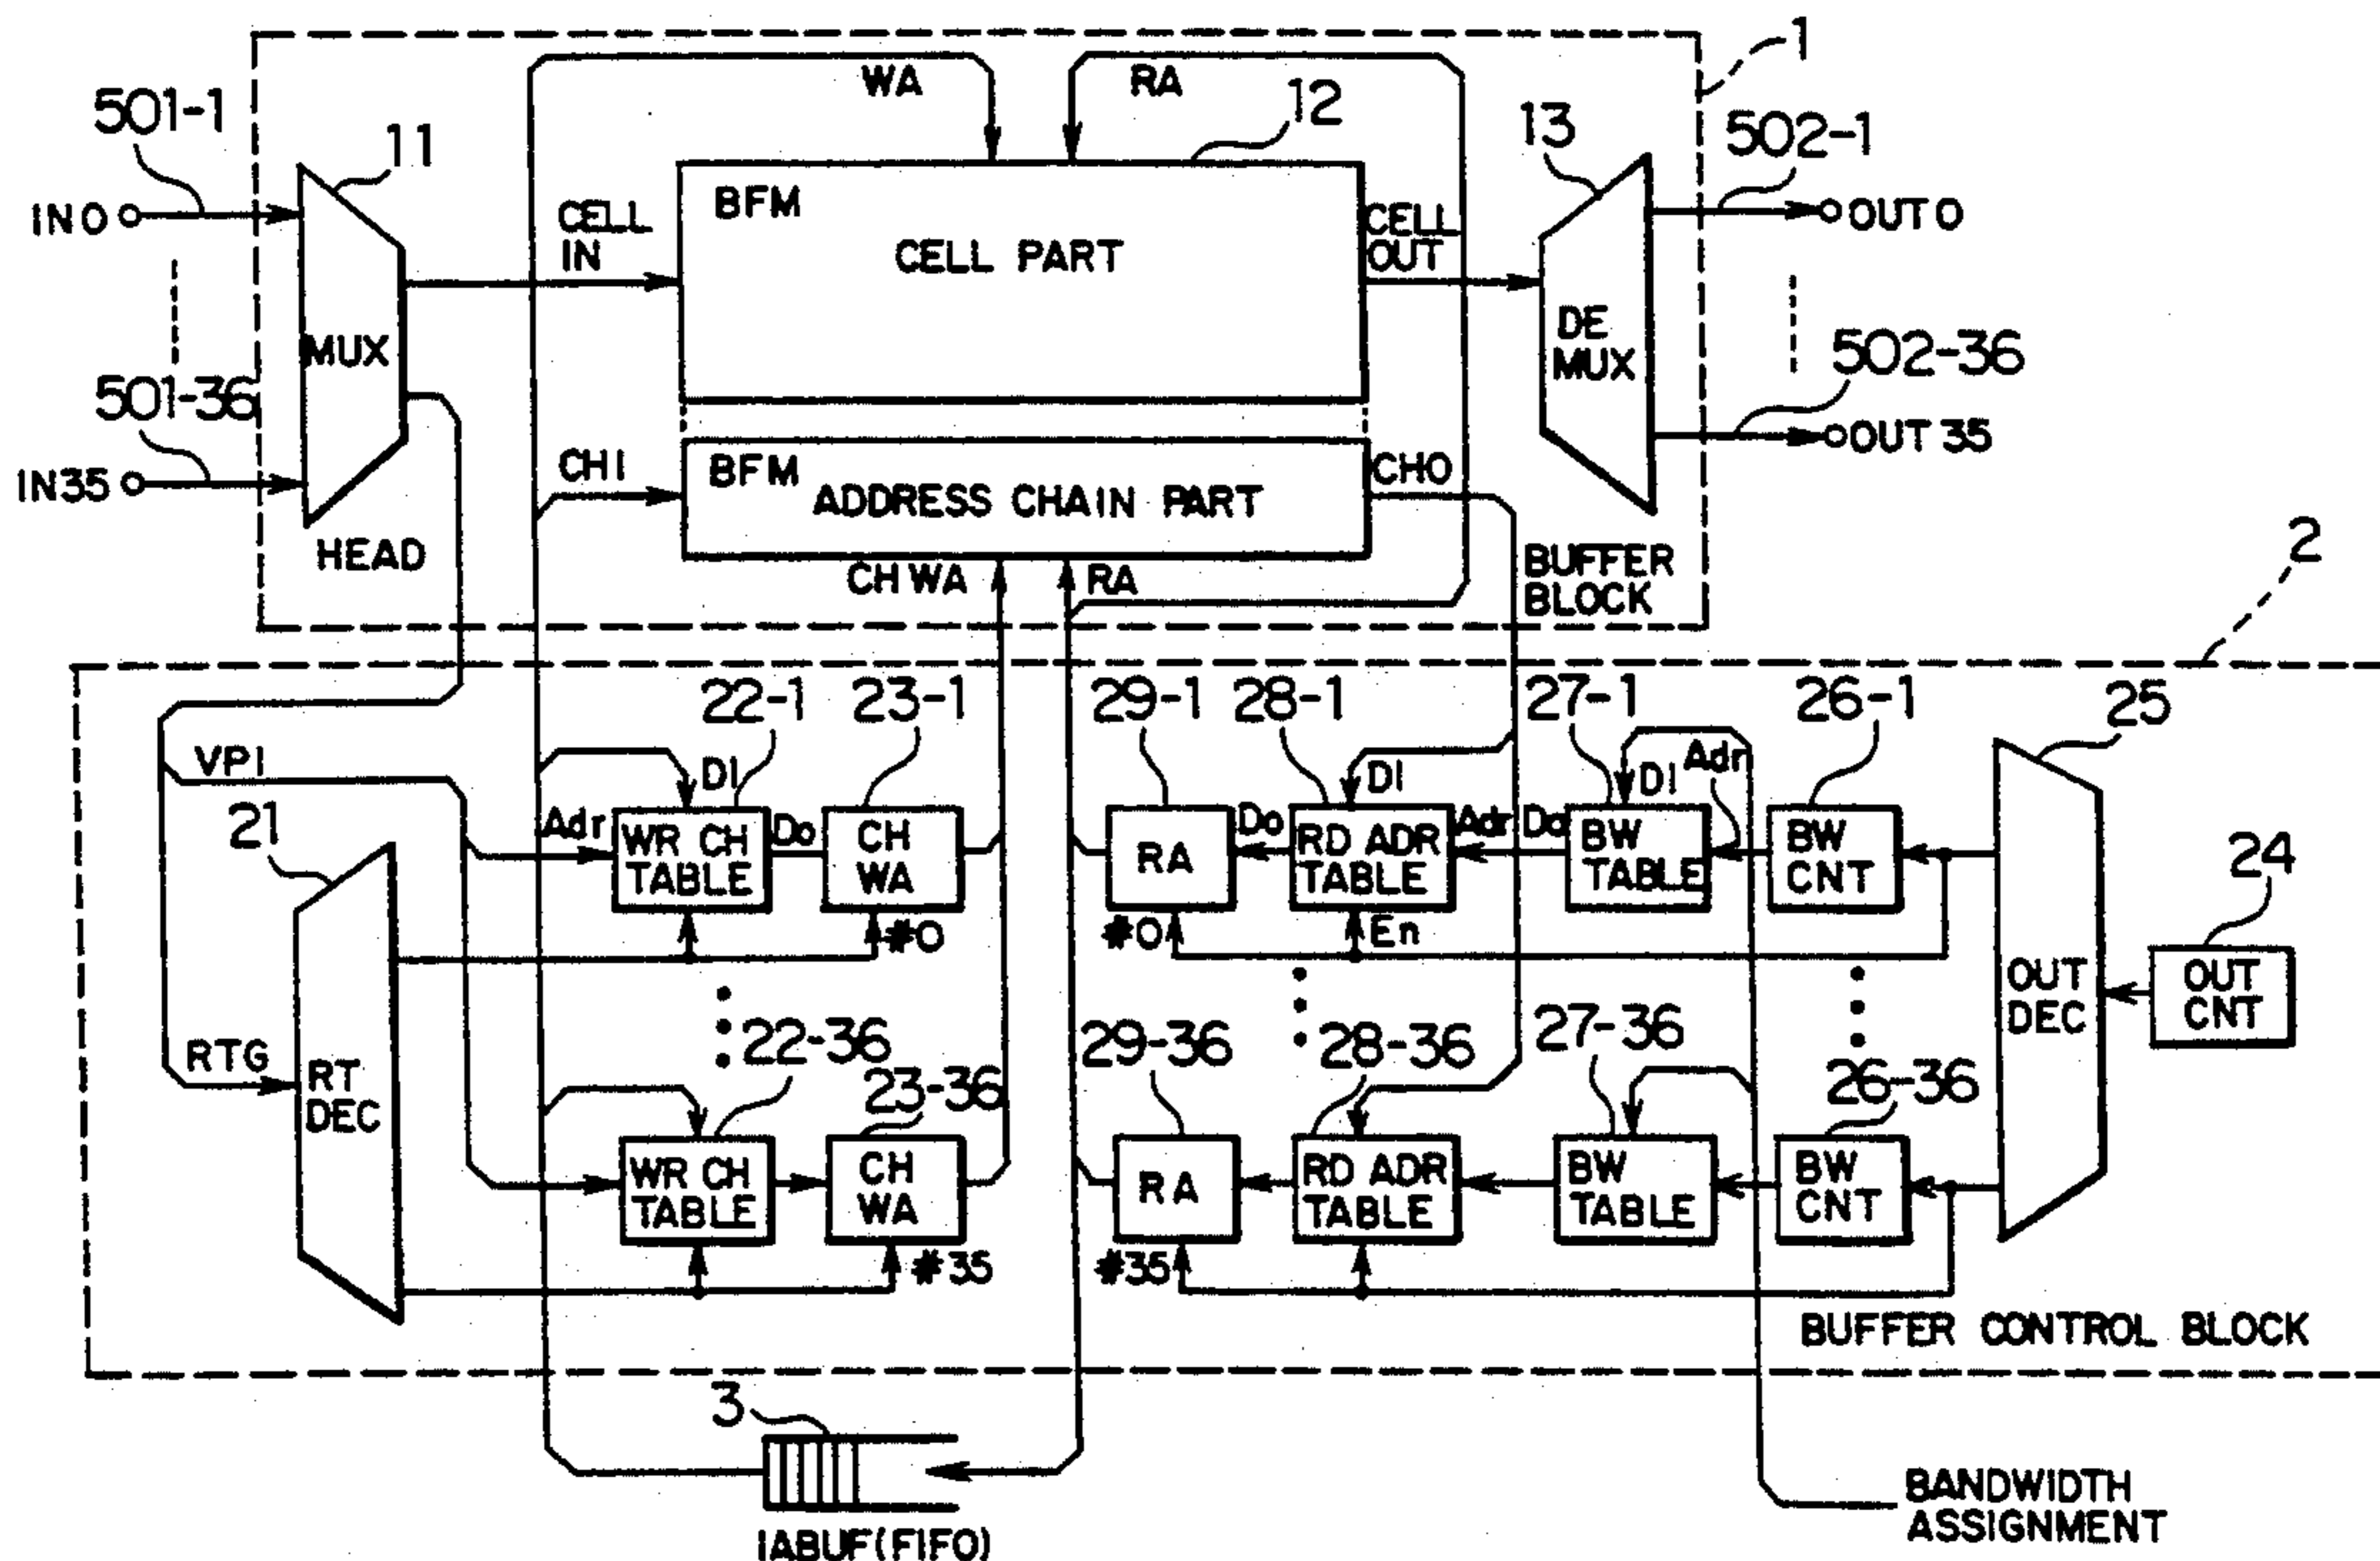 1
501-1
11
WA
RA
12
13
502-1
IN0
CELL
IN
BFM
CELL PART
CELL
OUT
OUT 0
MUX
DE
MUX
502-36
501-36
IN35
CHI
BFM
ADDRESS CHAIN PART
CHO
OUT 35
HEAD
CH WA
RA
BUFFER
BLOCK
2
22-1
23-1
29-1
28-1
27-1
26-1
25
VPI
DI
DI
DI
Adr
21
Adr
WR CH
TABLE
Do
CH
WA
RA
Do
RD ADR
TABLE
Adr
Do
BW
TABLE
BW
CNT
24
#0
#0
En
OUT
DEC
OUT
CNT
22-36
23-36
29-36
28-36
27-36
26-36
RTG
RT
DEC
WR CH
TABLE
CH
WA
RA
RD ADR
TABLE
BW
TABLE
BW
CNT
#35
#35
BUFFER CONTROL BLOCK
3
IABUF(FIFO)
BANDWIDTH
ASSIGNMENT